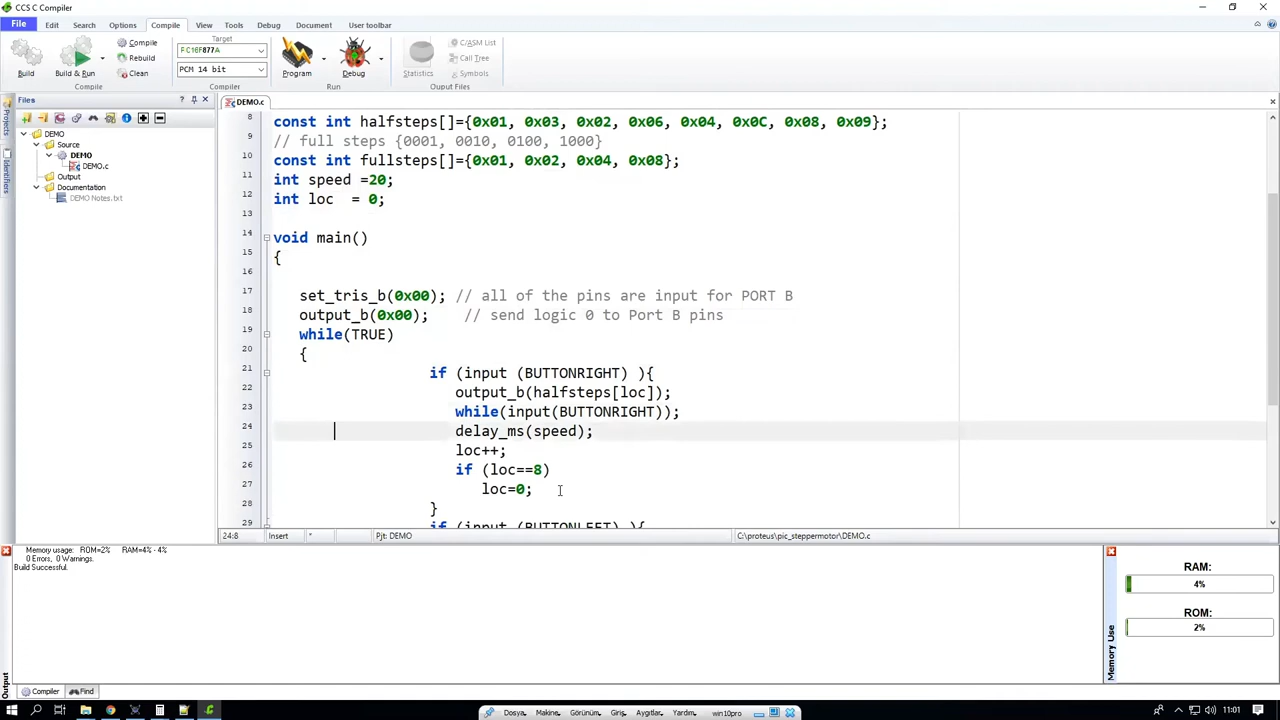 CCS C Compiler
File Edit Search Options Compile View Tools Debug Document User toolbar
Build
Build & Run
Compile
Rebuild
Clean
Compile
Target
PCM 14 bit
Compiler
Program
Debug
Run
Statistics
C/ASM List
Call Tree
Symbols
Ouput Files
Files
Projects
Identifiers
DEMO
Source
DEMO
DEMO.c
Output
Documentation
DEMO Notes.txt
DEMO.c
8 const int halfsteps[]={0x01, 0x03, 0x02, 0x06, 0x04, 0x0C, 0x08, 0x09};
9 // full steps {0001, 0010, 0100, 1000}
10 const int fullsteps[]={0x01, 0x02, 0x04, 0x08};
11 int speed =20;
12 int loc  = 0;
13
14 void main()
15 {
16
17 set_tris_b(0x00); // all of the pins are input for PORT B
18 output_b(0x00);    // send logic 0 to Port B pins
19 while(TRUE)
20 {
21 if (input (BUTTONRIGHT) ){
22 output_b(halfsteps[loc]);
23 while(input(BUTTONRIGHT));
24 delay_ms(speed);
25 loc++;
26 if (loc==8)
27 loc=0;
28 }
29 if (input (BUTTONLEFT) ){
24:8 Insert * Pjt: DEMO C:\proteus\pic_steppermotor\DEMO.c
Memory usage: ROM=2% RAM=4% - 4%
0 Errors, 0 Warnings.
Build Successful.
Output
Compiler Find
Memory Use
RAM:
4%
ROM:
2%
Dosya Makine Görünüm Giriş Aygıtlar Yardım win10pro
11:01